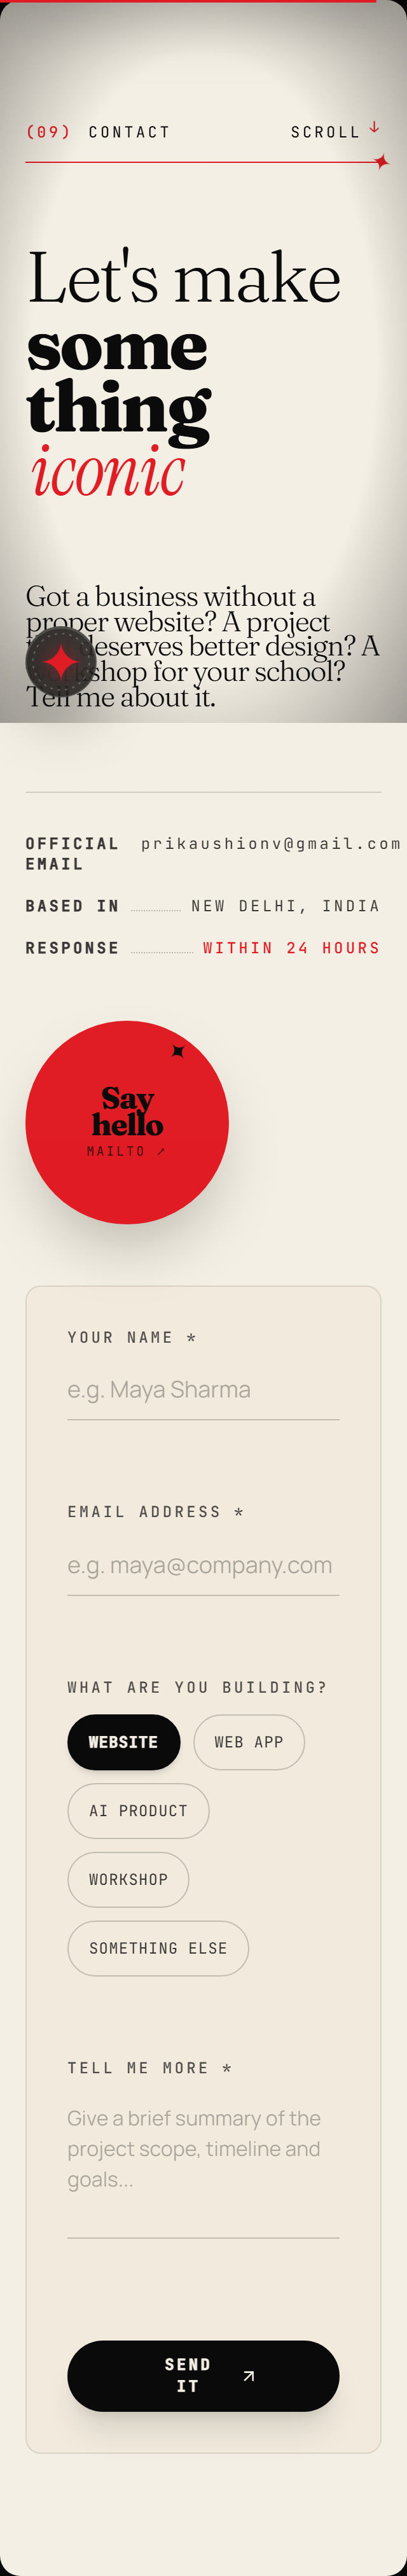 (09) CONTACT SCROLL ↓
Let's make
some
thing
iconic
Got a business without a
proper website? A project
deserves better design? A
shop for your school?
Tell me about it.
OFFICIAL EMAIL prikaushionv@gmail.com
BASED IN NEW DELHI, INDIA
RESPONSE WITHIN 24 HOURS
Say
hello
MAILTO ↗
YOUR NAME *
e.g. Maya Sharma
EMAIL ADDRESS *
e.g. maya@company.com
WHAT ARE YOU BUILDING?
WEBSITE WEB APP
AI PRODUCT
WORKSHOP
SOMETHING ELSE
TELL ME MORE *
Give a brief summary of the
project scope, timeline and
goals...
SEND
IT